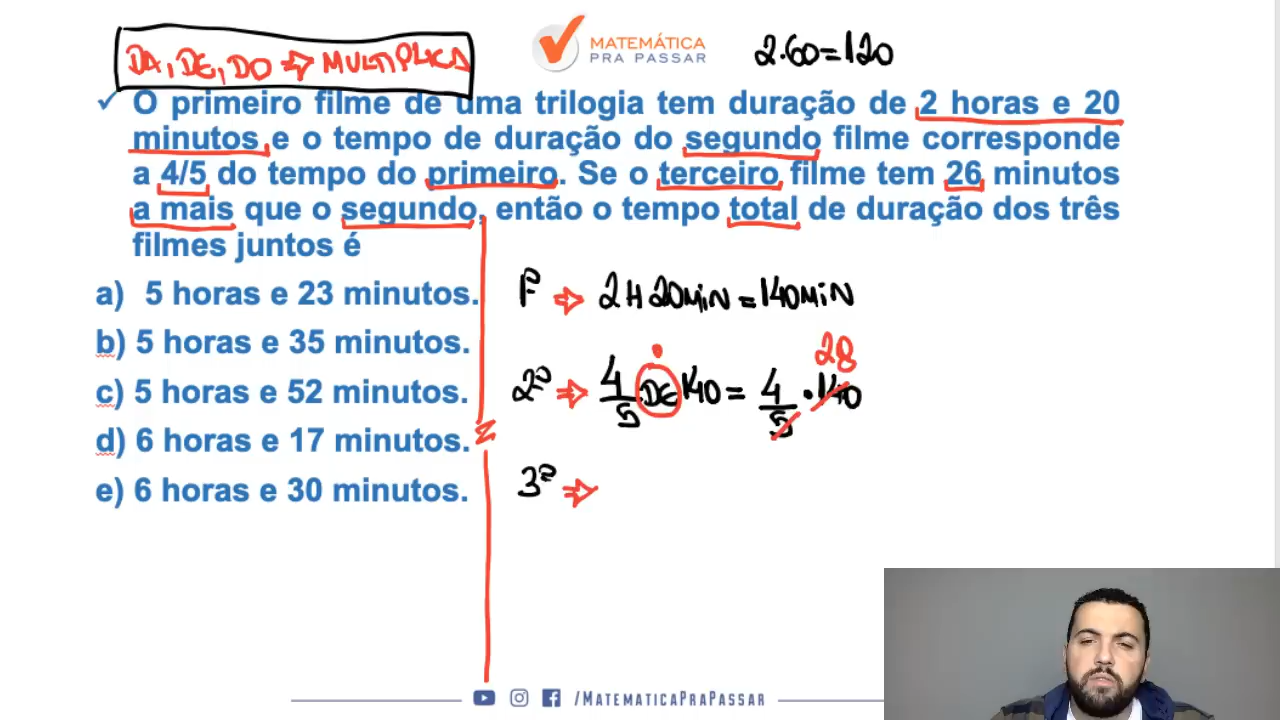 DA, DE, DO ⇒ MULTIPLICA
MATEMÁTICA
PRA PASSAR
2·60=120
✓ O primeiro filme de uma trilogia tem duração de 2 horas e 20
minutos e o tempo de duração do segundo filme corresponde
a 4/5 do tempo do primeiro. Se o terceiro filme tem 26 minutos
a mais que o segundo, então o tempo total de duração dos três
filmes juntos é
a) 5 horas e 23 minutos.
b) 5 horas e 35 minutos.
c) 5 horas e 52 minutos.
d) 6 horas e 17 minutos.
e) 6 horas e 30 minutos.
1º ⇒ 2H 20MIN = 140MIN
28
2º ⇒ 4/5 DE 140 = 4/5 · 140
3º ⇒
/MATEMATICAPRAPASSAR